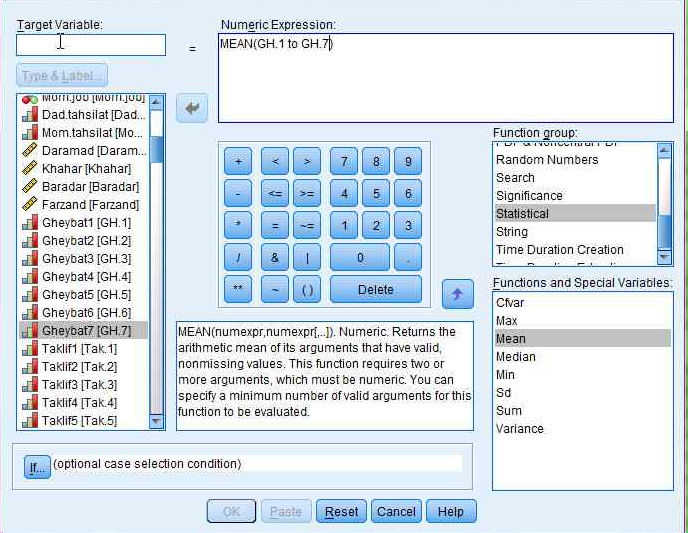 Target Variable:
Numeric Expression:
=
MEAN(GH.1 to GH.7)
Type & Label...
Mom.job [Mom.job]
Dad.tahsilat [Dad...
Mom.tahsilat [Mo...
Daramad [Daram...
Khahar [Khahar]
Baradar [Baradar]
Farzand [Farzand]
Gheybat1 [GH.1]
Gheybat2 [GH.2]
Gheybat3 [GH.3]
Gheybat4 [GH.4]
Gheybat5 [GH.5]
Gheybat6 [GH.6]
Gheybat7 [GH.7]
Taklif1 [Tak.1]
Taklif2 [Tak.2]
Taklif3 [Tak.3]
Taklif4 [Tak.4]
Taklif5 [Tak.5]
+ < > 7 8 9
- <= >= 4 5 6
* = ~= 1 2 3
/ & | 0 .
** ~ ( ) Delete
Function group:
Random Numbers
Search
Significance
Statistical
String
Time Duration Creation
Functions and Special Variables:
Cfvar
Max
Mean
Median
Min
Sd
Sum
Variance
MEAN(numexpr,numexpr[,..]). Numeric. Returns the
arithmetic mean of its arguments that have valid,
nonmissing values. This function requires two or
more arguments, which must be numeric. You can
specify a minimum number of valid arguments for this
function to be evaluated.
If... (optional case selection condition)
OK Paste Reset Cancel Help